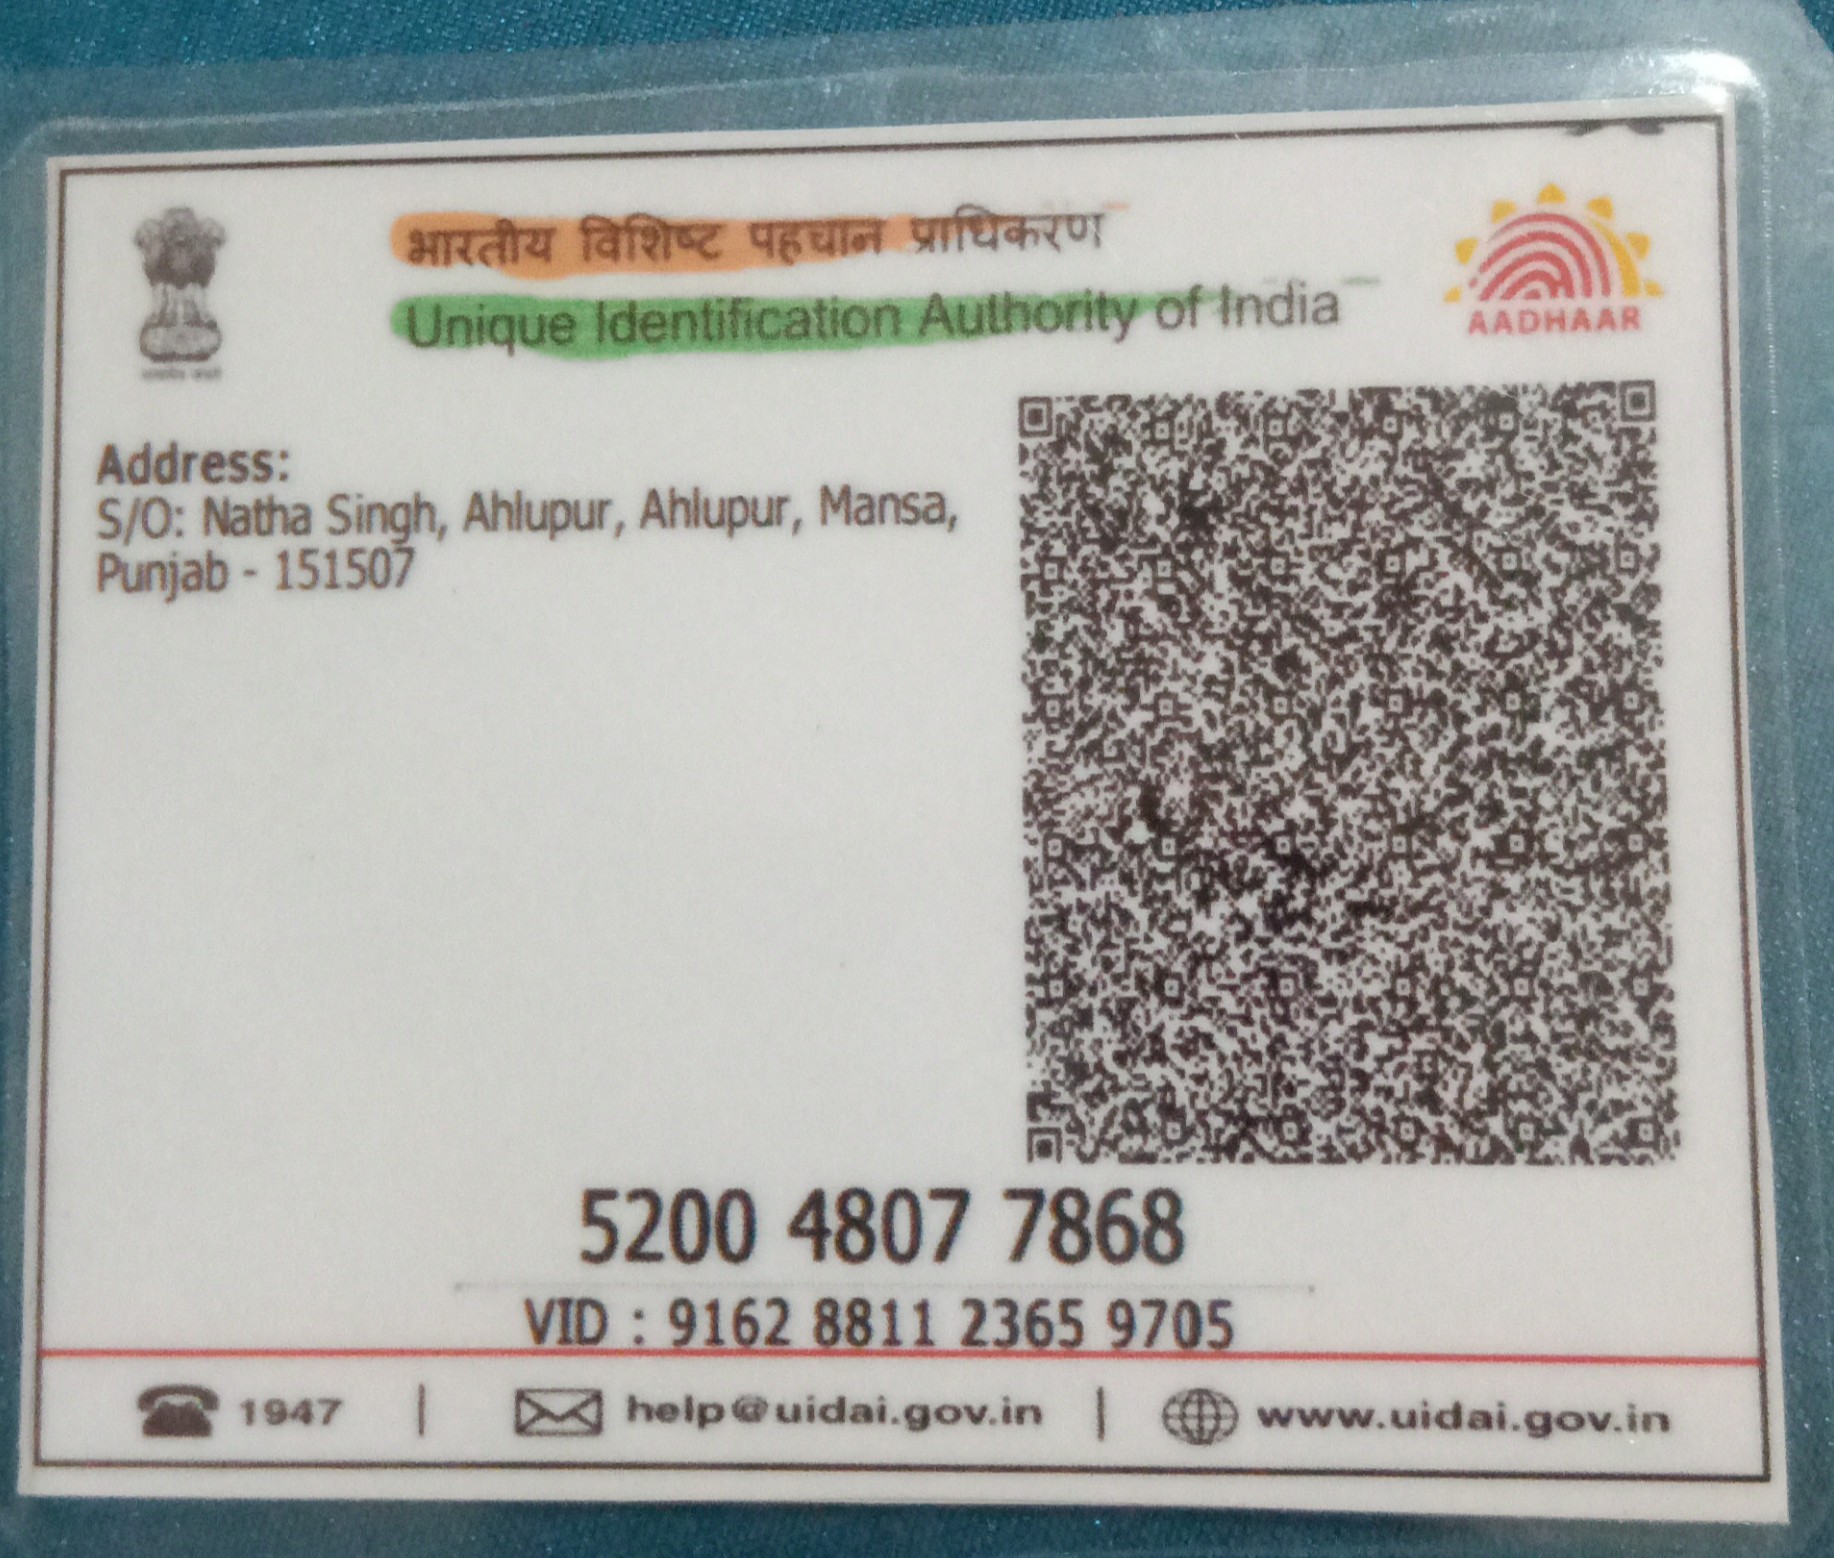 भारतीय विशिष्ट पहचान प्राधिकरण
Unique Identification Authority of India
AADHAAR
Address:
S/O: Natha Singh, Ahlupur, Ahlupur, Mansa,
Punjab - 151507
5200 4807 7868
VID : 9162 8811 2365 9705
1947 | help@uidai.gov.in | www.uidai.gov.in